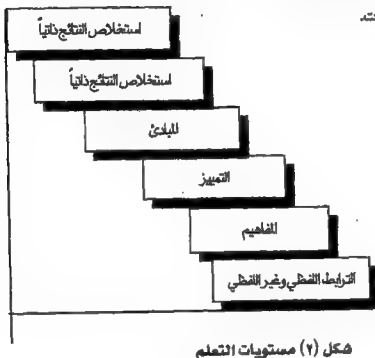 استخلاص النتائج ذاتياً
استخلاص النتائج ذاتياً
المبادئ
التمييز
المفاهيم
الترابط اللفظي وغير اللفظي
شكل (٢) مستويات التعلم